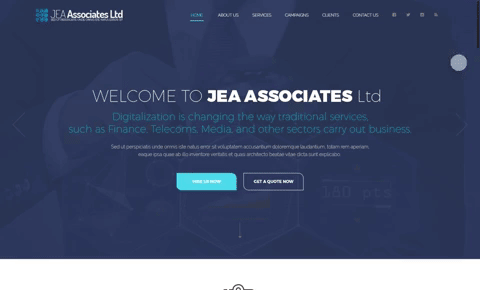 JEA Associates Ltd
HOME ABOUT US SERVICES CAMPAIGNS CLIENTS CONTACT US
WELCOME TO JEA ASSOCIATES Ltd
Digitalization is changing the way traditional services,
such as Finance, Telecoms, Media, and other sectors carry out business.
Sed ut perspiciatis unde omnis iste natus error sit voluptatem accusantium doloremque laudantium, totam rem aperiam,
eaque ipsa quae ab illo inventore veritatis et quasi architecto beatae vitae dicta sunt explicabo.
HIRE US NOW GET A QUOTE NOW